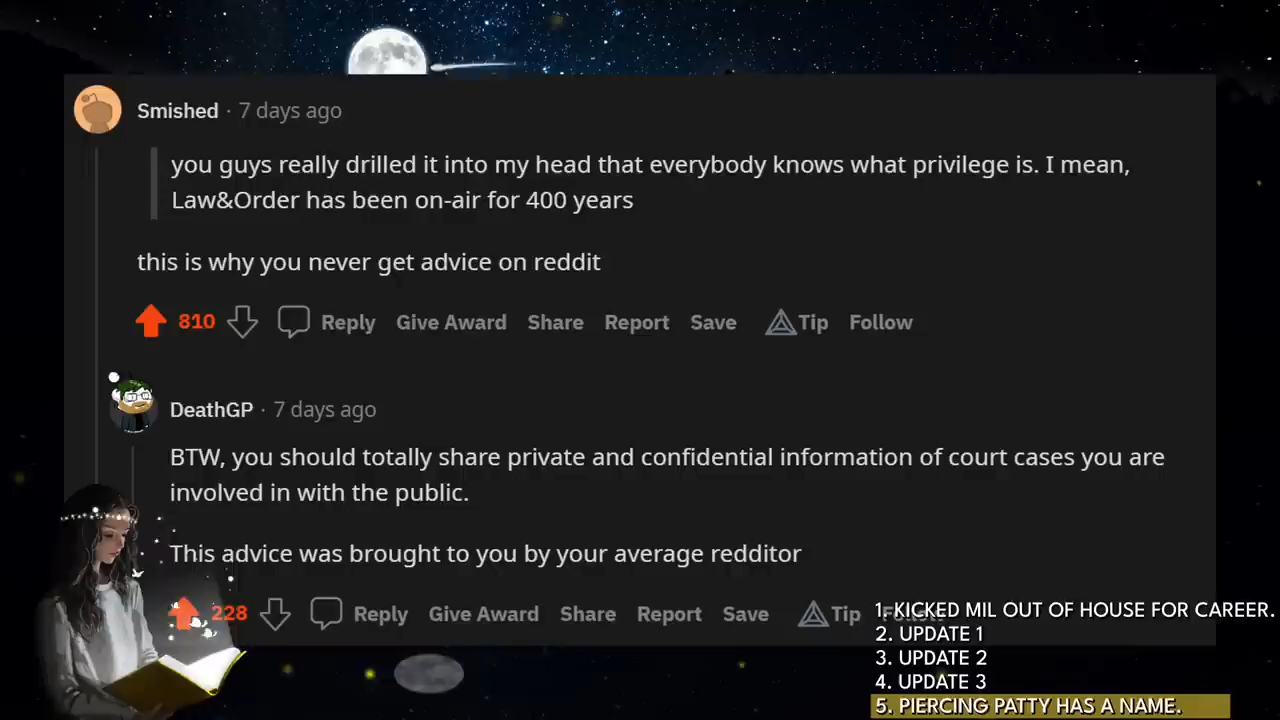 Smished · 7 days ago
you guys really drilled it into my head that everybody knows what privilege is. I mean,
Law&Order has been on-air for 400 years
this is why you never get advice on reddit
810 Reply Give Award Share Report Save Tip Follow
DeathGP · 7 days ago
BTW, you should totally share private and confidential information of court cases you are
involved in with the public.
This advice was brought to you by your average redditor
228 Reply Give Award Share Report Save Tip
1. KICKED MIL OUT OF HOUSE FOR CAREER.
2. UPDATE 1
3. UPDATE 2
4. UPDATE 3
5. PIERCING PATTY HAS A NAME.